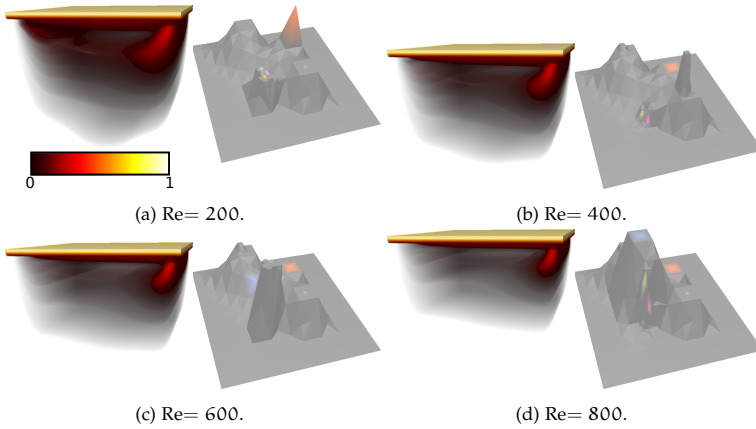 0 1
(a) Re= 200.
(b) Re= 400.
(c) Re= 600.
(d) Re= 800.